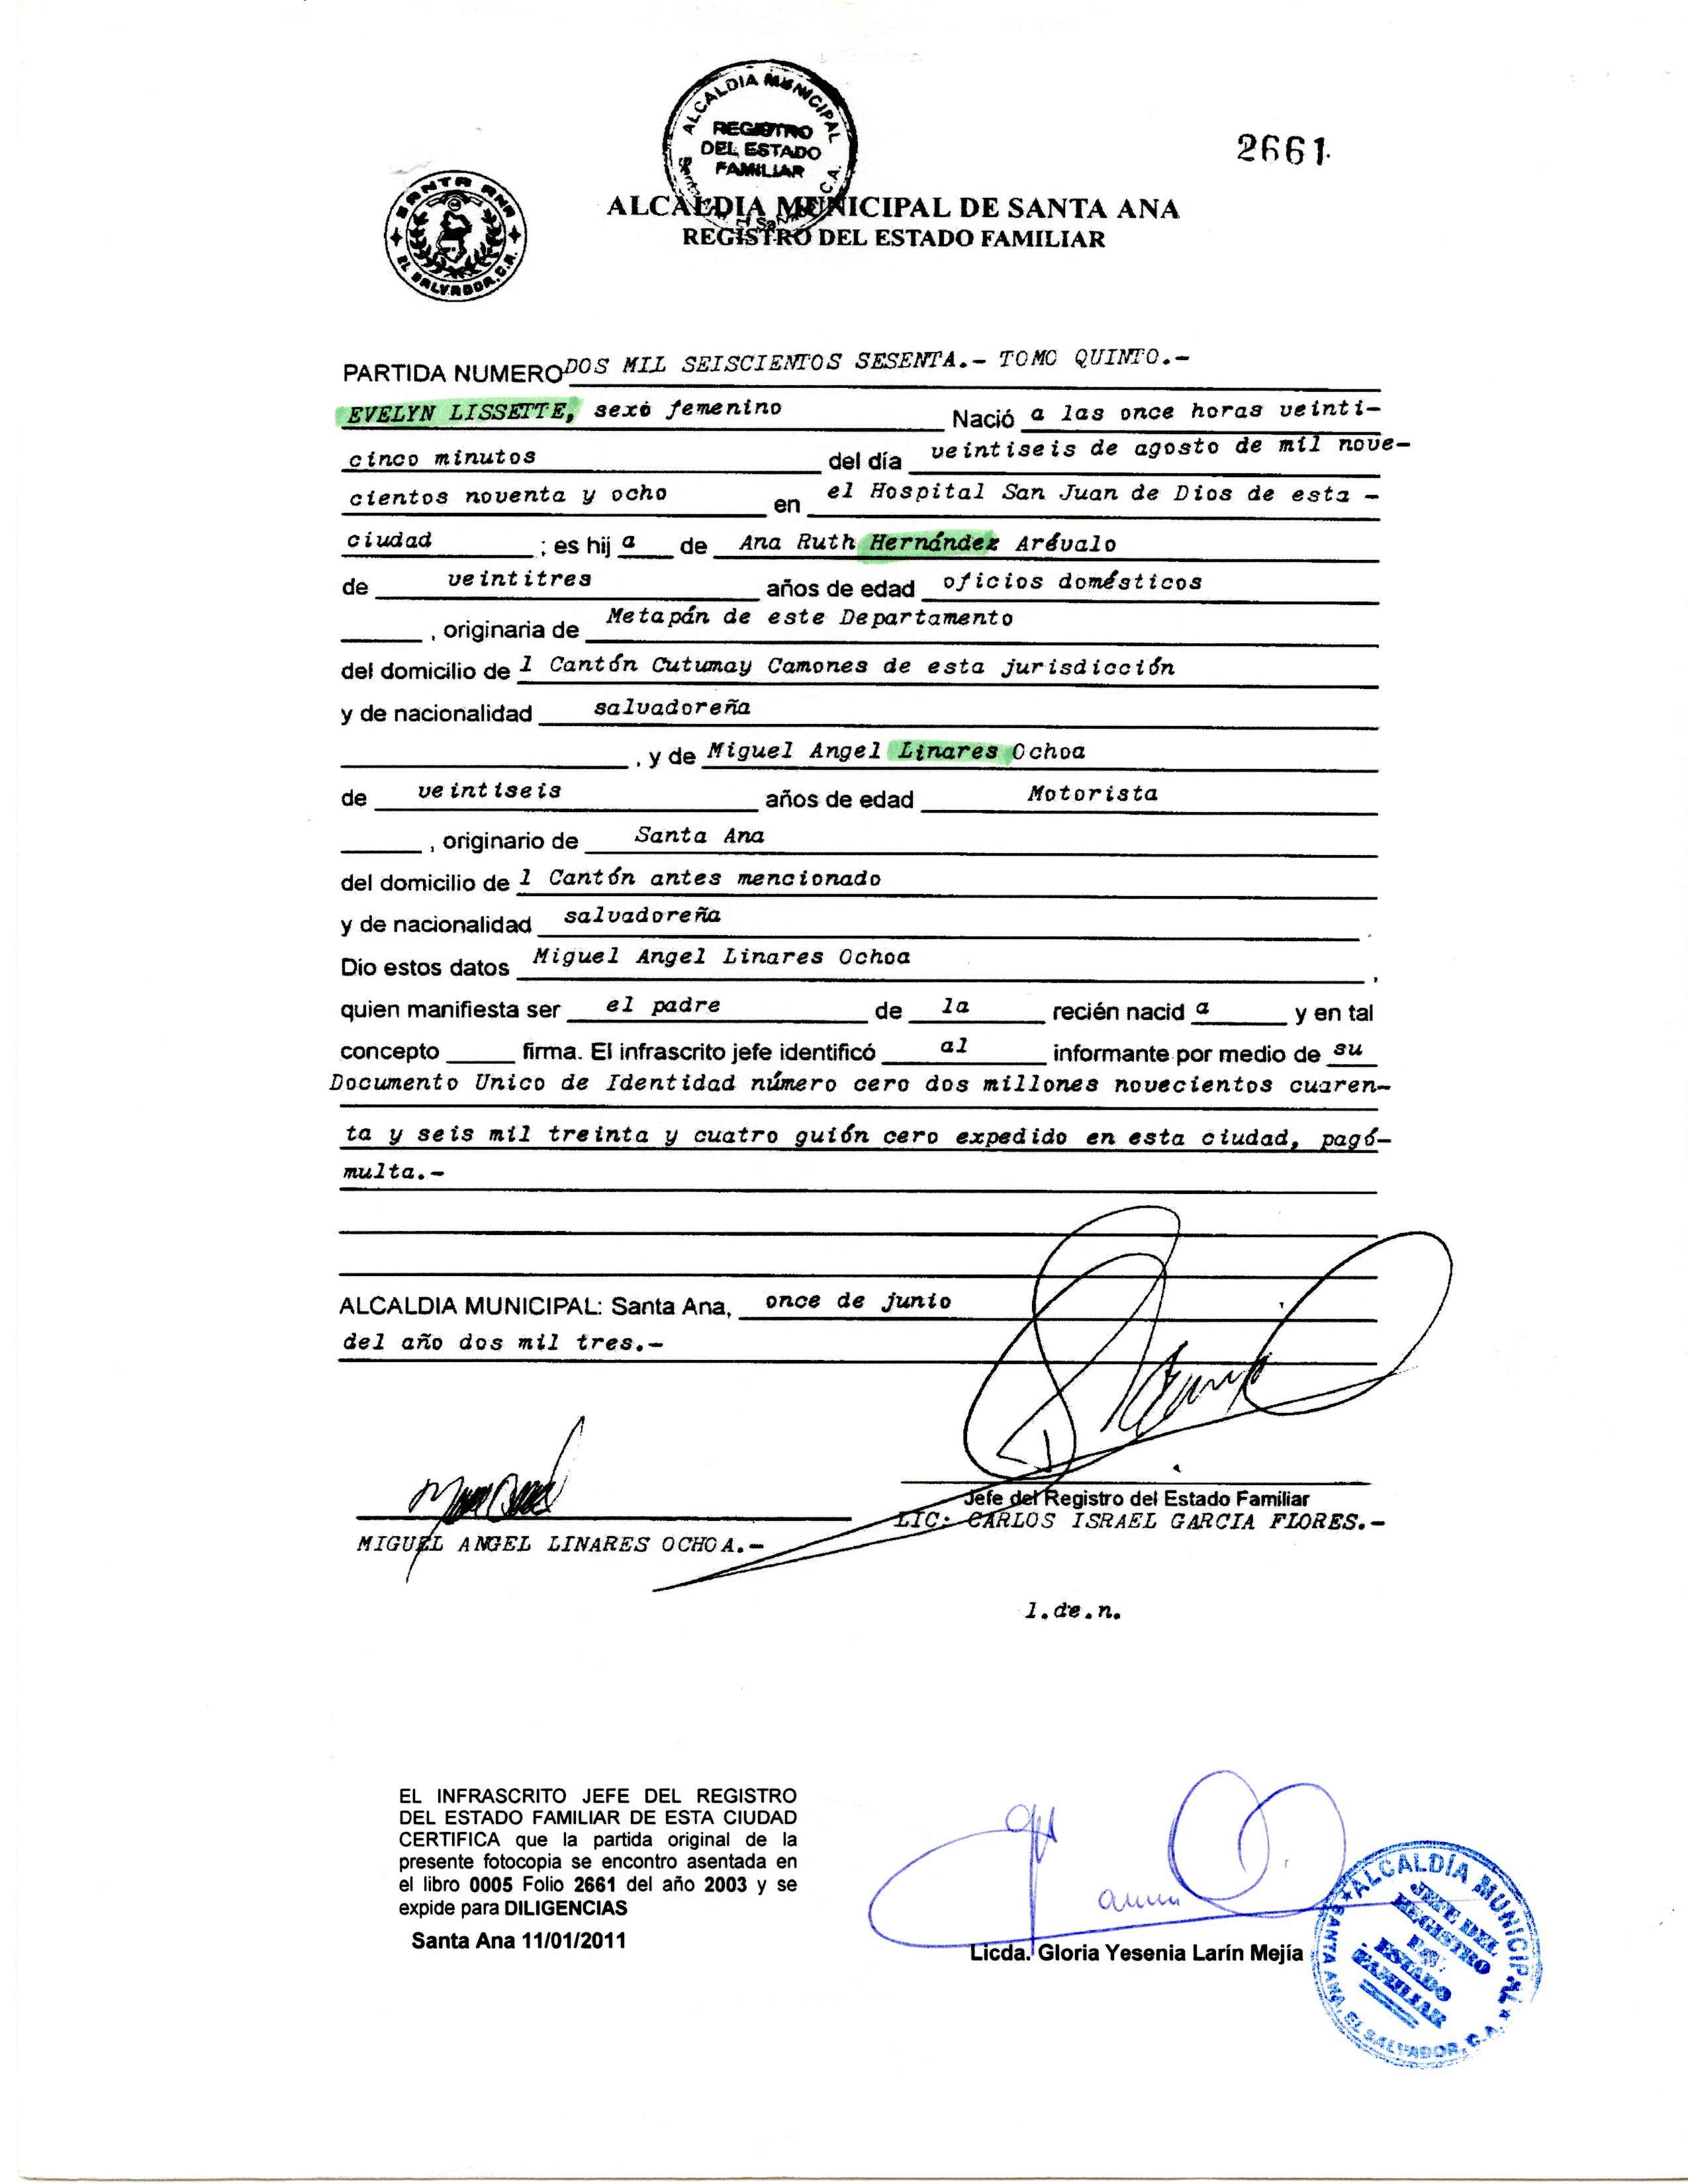 ALCALDIA MUNICIPAL
REGISTRO
DEL ESTADO
FAMILIAR
2661
SANTA ANA
EL SALVADOR, C.A.
ALCALDIA MUNICIPAL DE SANTA ANA
REGISTRO DEL ESTADO FAMILIAR
PARTIDA NUMERO DOS MIL SEISCIENTOS SESENTA.- TOMO QUINTO.-
EVELYN LISSETTE, sexo femenino Nació a las once horas veinti-
cinco minutos del día veintiseis de agosto de mil nove-
cientos noventa y ocho en el Hospital San Juan de Dios de esta -
ciudad ; es hij a de Ana Ruth Hernández Arévalo
de veintitres años de edad oficios domésticos
, originaria de Metapán de este Departamento
del domicilio de l Cantón Cutumay Camones de esta jurisdicción
y de nacionalidad salvadoreña
, y de Miguel Angel Linares Ochoa
de veintiseis años de edad Motorista
, originario de Santa Ana
del domicilio de l Cantón antes mencionado
y de nacionalidad salvadoreña
Dio estos datos Miguel Angel Linares Ochoa ,
quien manifiesta ser el padre de la recién nacid a y en tal
concepto firma. El infrascrito jefe identificó al informante por medio de su
Documento Unico de Identidad número cero dos millones novecientos cuaren-
ta y seis mil treinta y cuatro guión cero expedido en esta ciudad, pagó-
multa.-
ALCALDIA MUNICIPAL: Santa Ana, once de junio
del año dos mil tres.-
Jefe del Registro del Estado Familiar
LIC: CARLOS ISRAEL GARCIA FLORES.-
MIGUEL ANGEL LINARES OCHOA.-
l.de.n.
EL INFRASCRITO JEFE DEL REGISTRO
DEL ESTADO FAMILIAR DE ESTA CIUDAD
CERTIFICA que la partida original de la
presente fotocopia se encontro asentada en
el libro 0005 Folio 2661 del año 2003 y se
expide para DILIGENCIAS
Santa Ana 11/01/2011
Licda. Gloria Yesenia Larín Mejía
ALCALDÍA MUNICIPAL
JEFE DEL
REGISTRO
DEL
ESTADO
FAMILIAR
SANTA ANA, EL SALVADOR, C.A.